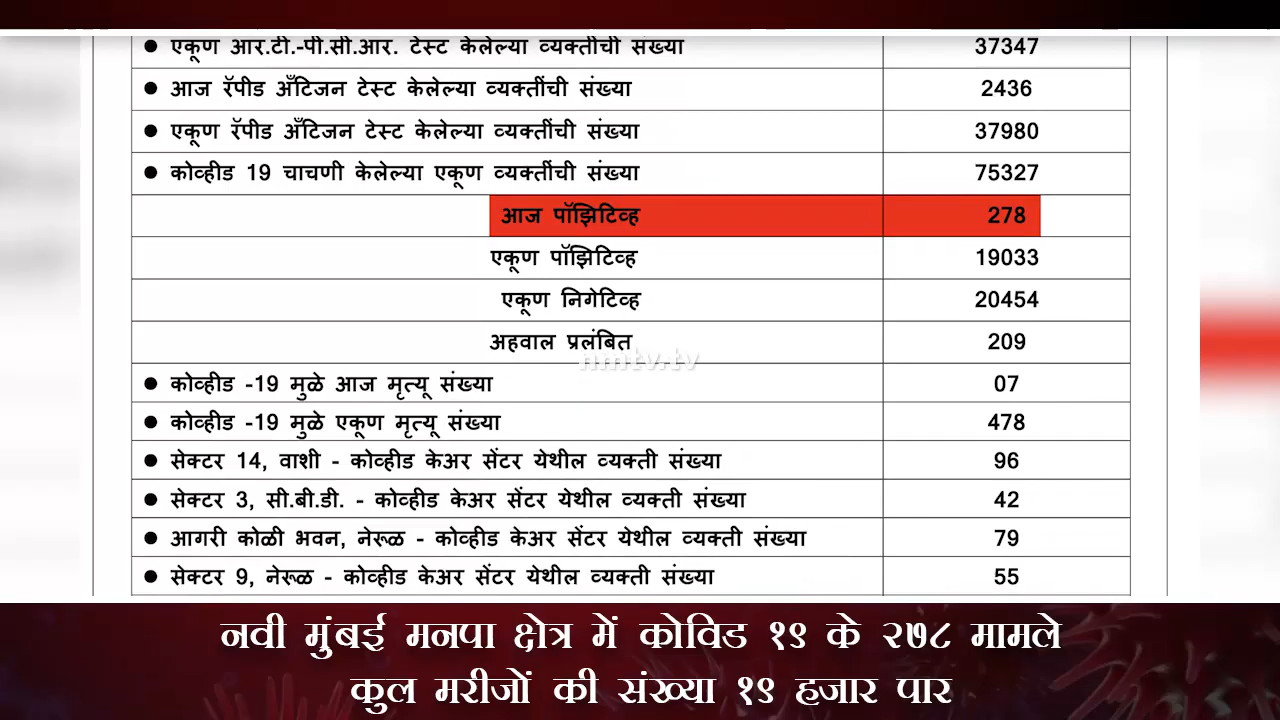 ● एकूण आर.टी.-पी.सी.आर. टेस्ट केलेल्या व्यक्तींची संख्या 37347
● आज रॅपीड अँटिजन टेस्ट केलेल्या व्यक्तींची संख्या 2436
● एकूण रॅपीड अँटिजन टेस्ट केलेल्या व्यक्तींची संख्या 37980
● कोव्हीड 19 चाचणी केलेल्या एकूण व्यक्तींची संख्या 75327
आज पॉझिटिव्ह 278
एकूण पॉझिटिव्ह 19033
एकूण निगेटिव्ह 20454
अहवाल प्रलंबित 209
nmtv.tv
● कोव्हीड -19 मुळे आज मृत्यू संख्या 07
● कोव्हीड -19 मुळे एकूण मृत्यू संख्या 478
● सेक्टर 14, वाशी - कोव्हीड केअर सेंटर येथील व्यक्ती संख्या 96
● सेक्टर 3, सी.बी.डी. - कोव्हीड केअर सेंटर येथील व्यक्ती संख्या 42
● आगरी कोळी भवन, नेरूळ - कोव्हीड केअर सेंटर येथील व्यक्ती संख्या 79
● सेक्टर 9, नेरूळ - कोव्हीड केअर सेंटर येथील व्यक्ती संख्या 55
नवी मुंबई मनपा क्षेत्र में कोविड १९ के २७८ मामले
कुल मरीजों की संख्या १९ हजार पार